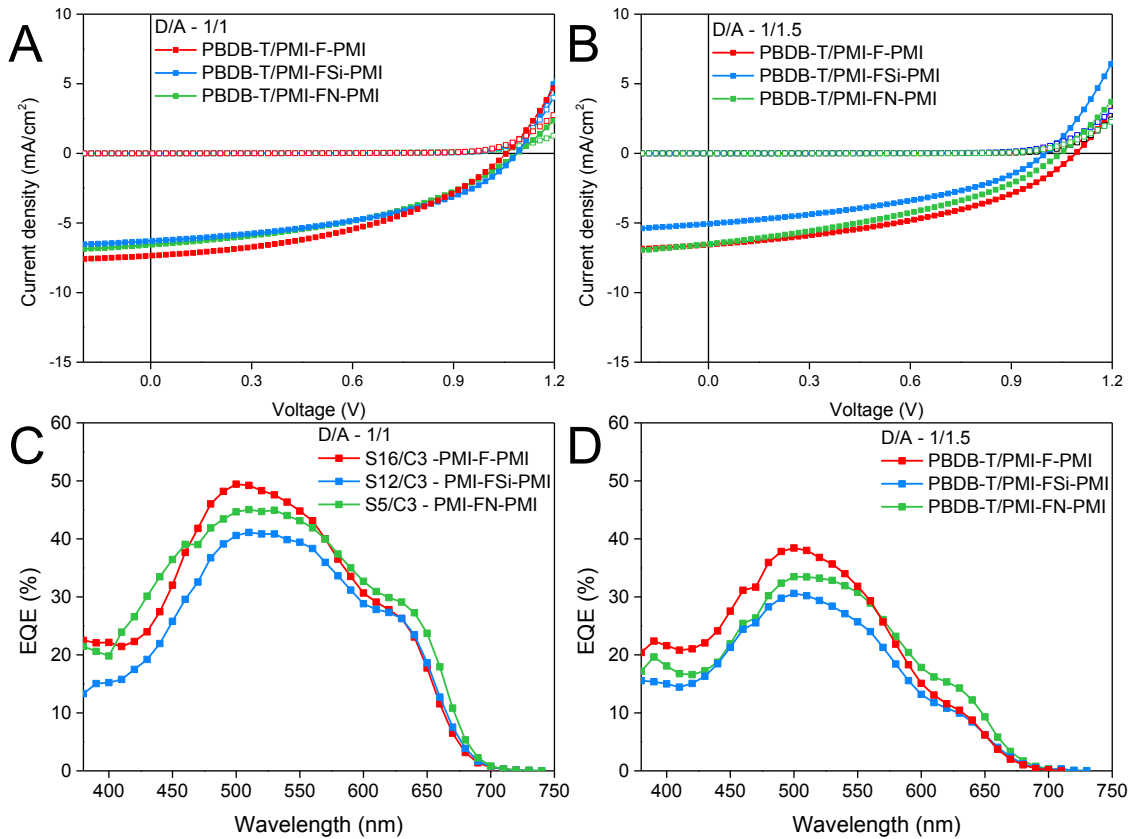 A
D/A - 1/1
PBDB-T/PMI-F-PMI
PBDB-T/PMI-FSi-PMI
PBDB-T/PMI-FN-PMI
Current density (mA/cm²)
10
5
0
-5
-10
-15
0.0 0.3 0.6 0.9 1.2
Voltage (V)
B
D/A - 1/1.5
PBDB-T/PMI-F-PMI
PBDB-T/PMI-FSi-PMI
PBDB-T/PMI-FN-PMI
Current density (mA/cm²)
10
5
0
-5
-10
-15
0.0 0.3 0.6 0.9 1.2
Voltage (V)
C
D/A - 1/1
S16/C3 -PMI-F-PMI
S12/C3 - PMI-FSi-PMI
S5/C3 - PMI-FN-PMI
EQE (%)
60
50
40
30
20
10
0
400 450 500 550 600 650 700 750
Wavelength (nm)
D
D/A - 1/1.5
PBDB-T/PMI-F-PMI
PBDB-T/PMI-FSi-PMI
PBDB-T/PMI-FN-PMI
EQE (%)
60
50
40
30
20
10
0
400 450 500 550 600 650 700 750
Wavelength (nm)